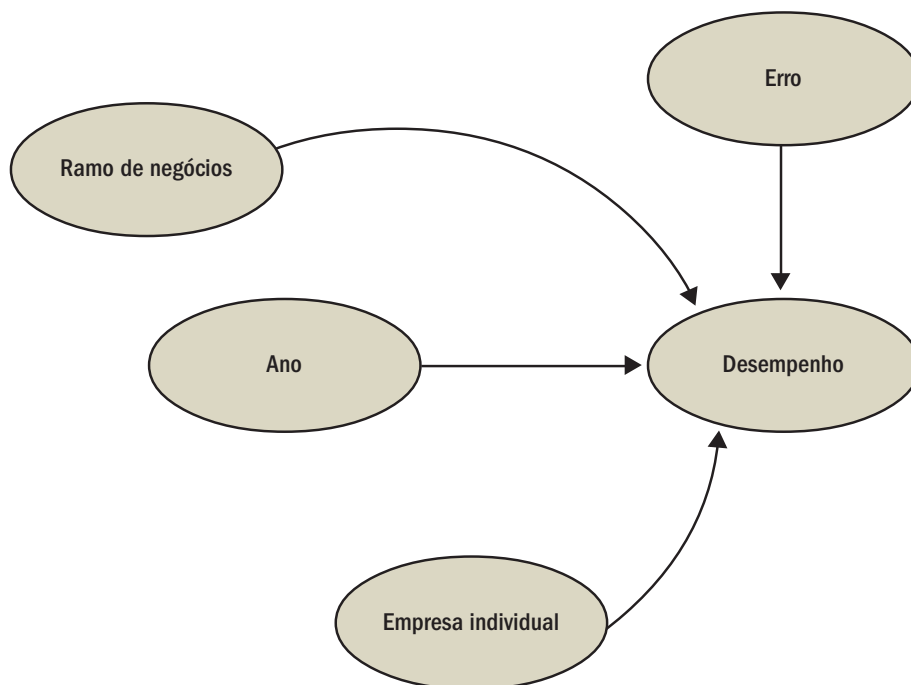 Erro
Ramo de negócios
Ano
Desempenho
Empresa individual